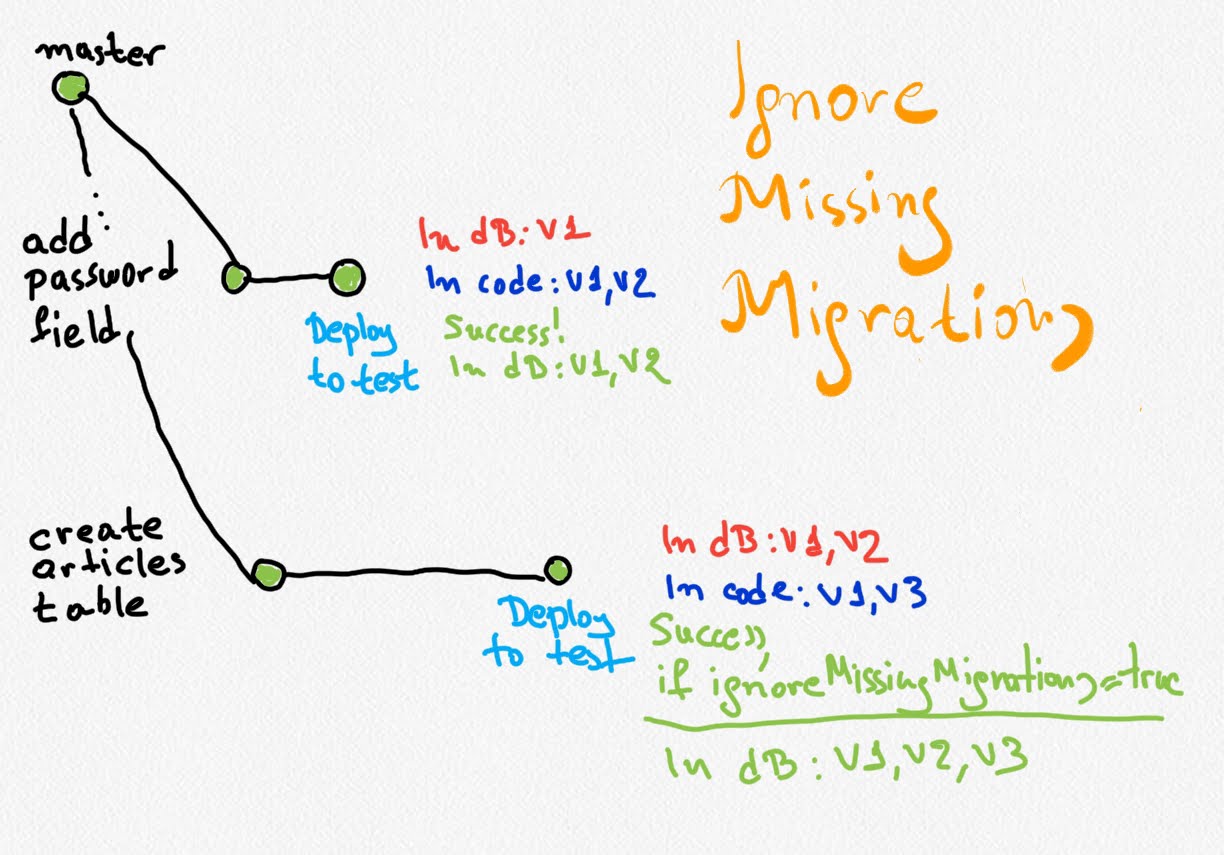 master
Ignore
Missing
Migrations
add
password
field
In dB: V1
In code: V1, V2
Success!
In dB: V1, V2
Deploy
to test
create
articles
table
In dB: V1, V2
In code: V1, V3
Deploy
to test
Success,
if ignoreMissingMigrations=true
In dB: V1, V2, V3